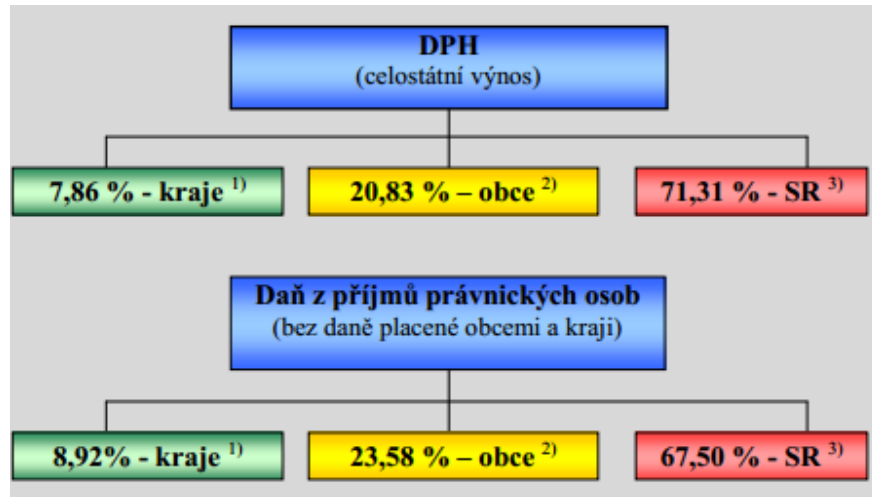 DPH
(celostátní výnos)
7,86 % - kraje 1)
20,83 % – obce 2)
71,31 % - SR 3)
Daň z příjmů právnických osob
(bez daně placené obcemi a kraji)
8,92% - kraje 1)
23,58 % – obce 2)
67,50 % - SR 3)